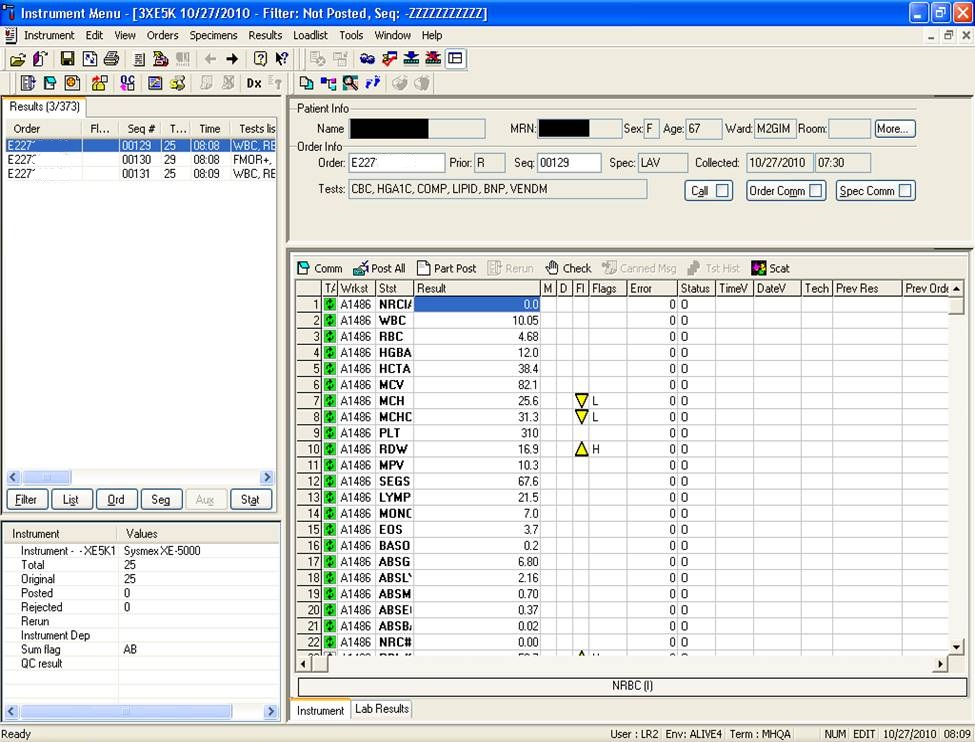 Instrument Menu - [3XE5K 10/27/2010 - Filter: Not Posted, Seq: -ZZZZZZZZZZZ]
Instrument Edit View Orders Specimens Results Loadlist Tools Window Help
Dx
Results (3/373)
Order Fl... Seq # T... Time Tests lis
E227 00129 25 08:08 WBC, RE
E227 00130 29 08:08 FMOR+,
E227 00131 25 08:09 WBC, RE
Filter List Ord Seg Aux Stat
Instrument Values
Instrument - - XE5K1 Sysmex XE-5000
Total 25
Original 25
Posted 0
Rejected 0
Rerun
Instrument Dep
Sum flag AB
QC result
Patient Info
Name MRN: Sex: F Age: 67 Ward: M2GIM Room: More...
Order Info
Order: E227 Prior: R Seq: 00129 Spec: LAV Collected: 10/27/2010 07:30
Tests: CBC, HGA1C, COMP, LIPID, BNP, VENDM Call Order Comm Spec Comm
Comm Post All Part Post Rerun Check Canned Msg Tst Hist Scat
T/ Wrkst Stst Result M D Fl Flags Error Status TimeV DateV Tech Prev Res Prev Orde
1 A1486 NRCI/ 0.0 0 0
2 A1486 WBC 10.05 0 0
3 A1486 RBC 4.68 0 0
4 A1486 HGBA 12.0 0 0
5 A1486 HCTA 38.4 0 0
6 A1486 MCV 82.1 0 0
7 A1486 MCH 25.6 L 0 0
8 A1486 MCHC 31.3 L 0 0
9 A1486 PLT 310 0 0
10 A1486 RDW 16.9 H 0 0
11 A1486 MPV 10.3 0 0
12 A1486 SEGS 67.6 0 0
13 A1486 LYMP 21.5 0 0
14 A1486 MONC 7.0 0 0
15 A1486 EOS 3.7 0 0
16 A1486 BASO 0.2 0 0
17 A1486 ABSG 6.80 0 0
18 A1486 ABSL 2.16 0 0
19 A1486 ABSM 0.70 0 0
20 A1486 ABSE 0.37 0 0
21 A1486 ABSB 0.02 0 0
22 A1486 NRC# 0.00 0 0
NRBC (I)
Instrument Lab Results
Ready User : LR2 Env: ALIVE4 Term : MHQA NUM EDIT 10/27/2010 08:09